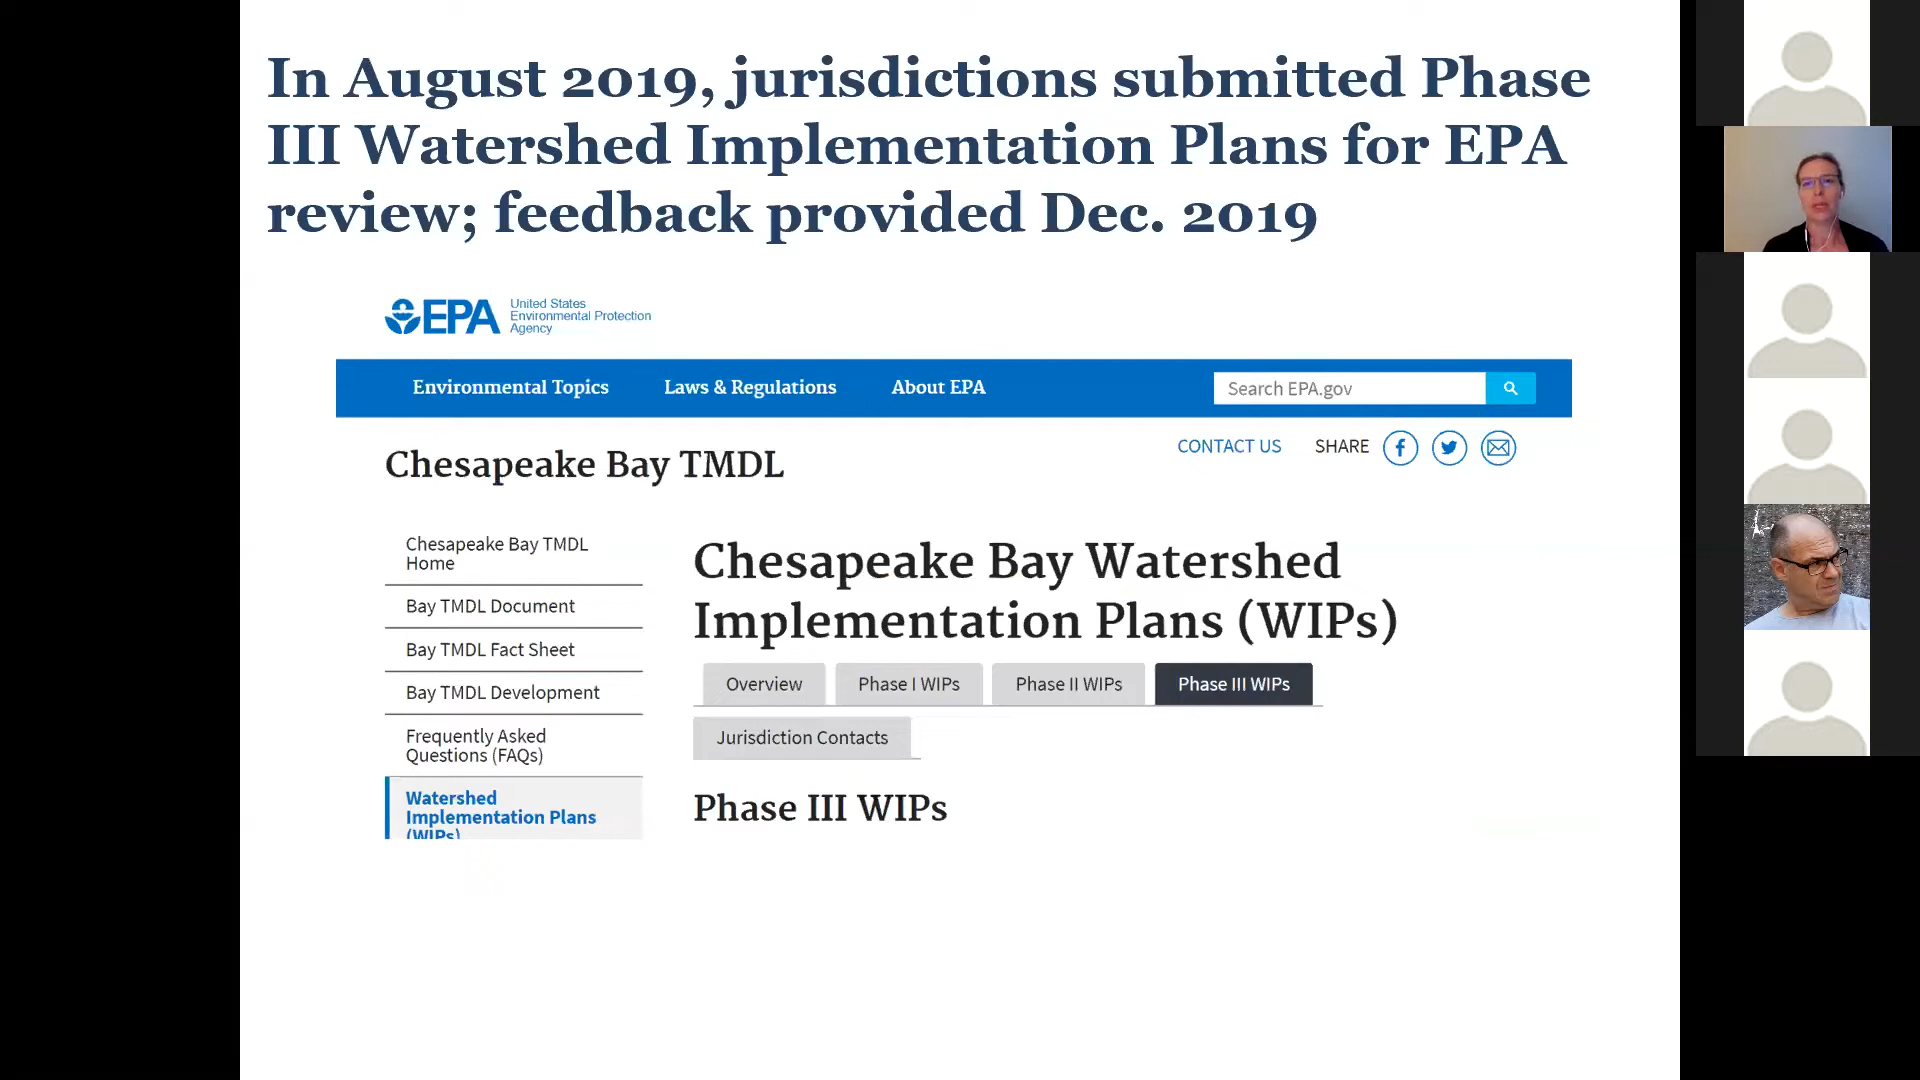 In August 2019, jurisdictions submitted Phase
III Watershed Implementation Plans for EPA
review; feedback provided Dec. 2019
EPA
United States
Environmental Protection
Agency
Environmental Topics
Laws & Regulations
About EPA
Search EPA.gov
CONTACT US
SHARE
Chesapeake Bay TMDL
Chesapeake Bay TMDL
Home
Bay TMDL Document
Bay TMDL Fact Sheet
Bay TMDL Development
Frequently Asked
Questions (FAQs)
Watershed
Implementation Plans
(WIPs)
Chesapeake Bay Watershed
Implementation Plans (WIPs)
Overview
Phase I WIPs
Phase II WIPs
Phase III WIPs
Jurisdiction Contacts
Phase III WIPs